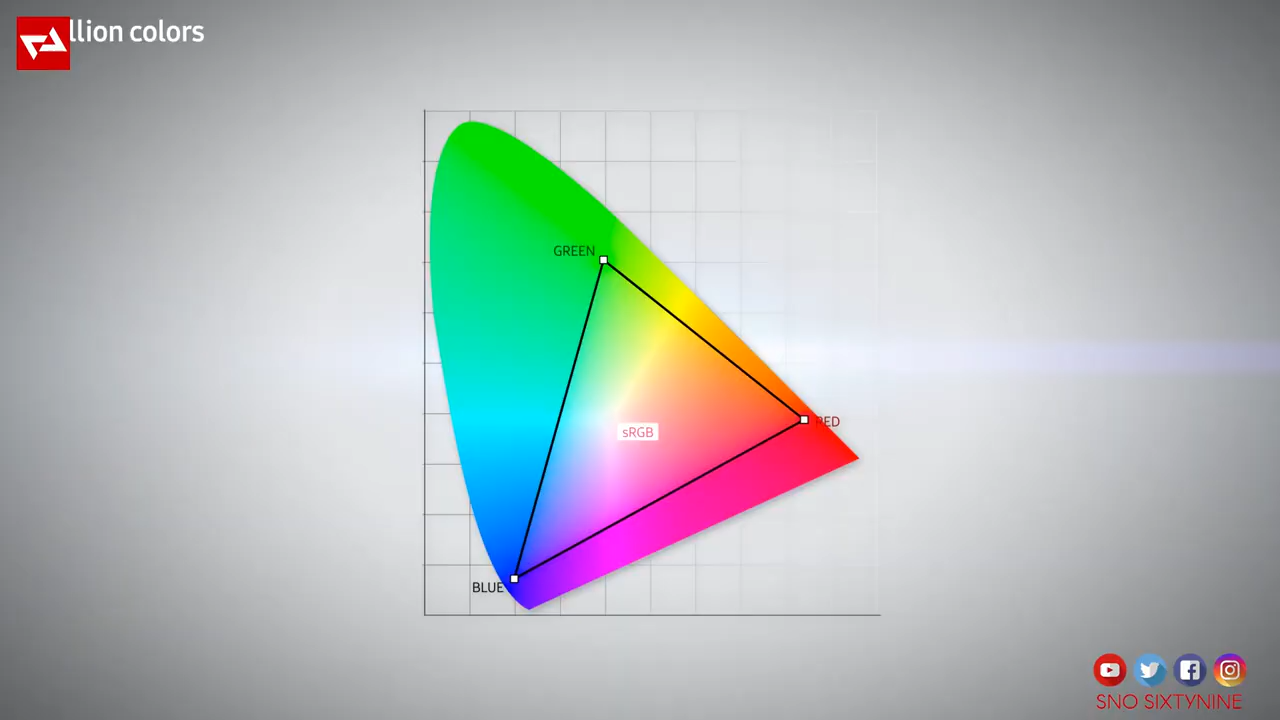 llion colors
GREEN
RED
sRGB
BLUE
SNO SIXTYNINE